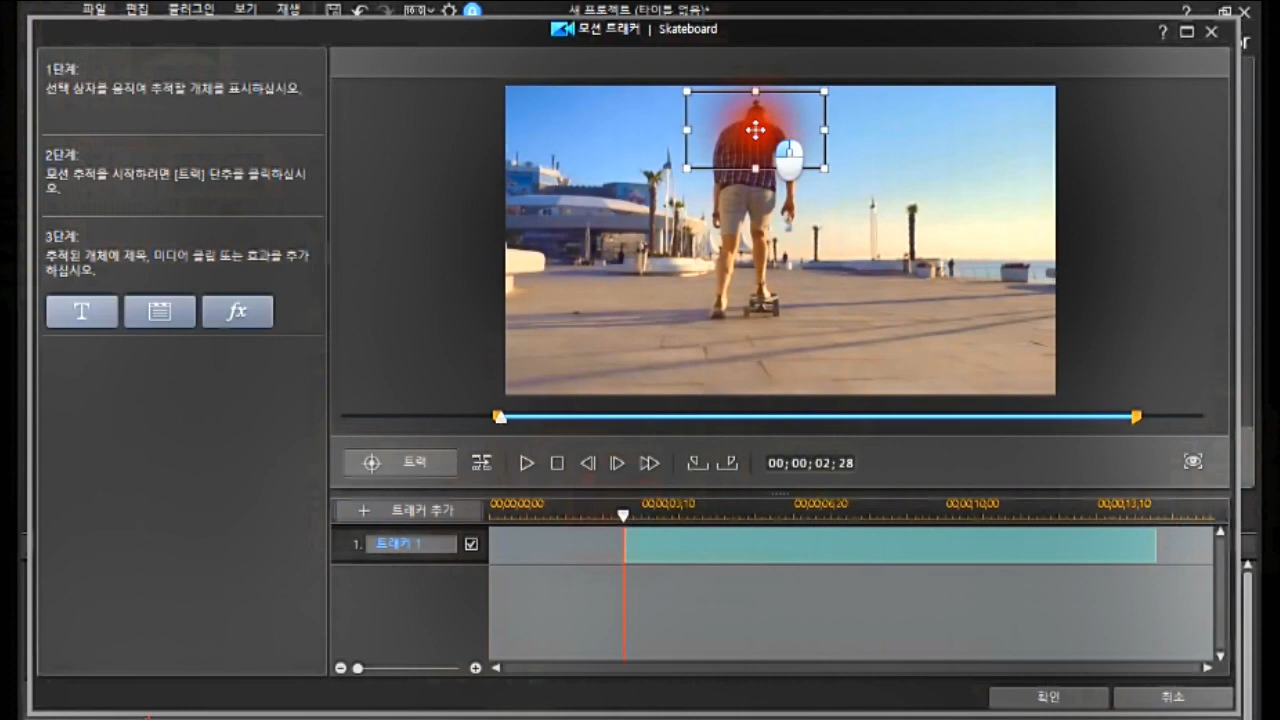 파일 편집 플러그인 보기 재생
새 프로젝트 (타이틀 없음)*
모션 트래커 | Skateboard
1단계:
선택 상자를 움직여 추적할 개체를 표시하십시오.
2단계:
모션 추적을 시작하려면 [트랙] 단추를 클릭하십시
오.
3단계:
추적된 개체에 제목, 미디어 클립 또는 효과를 추가
하십시오.
T fx
트랙
00;00;02;28
트래커 추가
00;00;00;00 00;00;03;10 00;00;06;20 00;00;10;00 00;00;13;10
1. 트래커 1
확인 취소